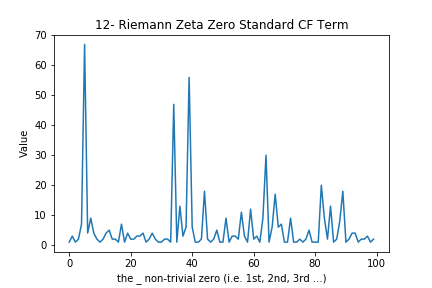 12- Riemann Zeta Zero Standard CF Term
Value
70
60
50
40
30
20
10
0
0 20 40 60 80 100
the _ non-trivial zero (i.e. 1st, 2nd, 3rd ...)